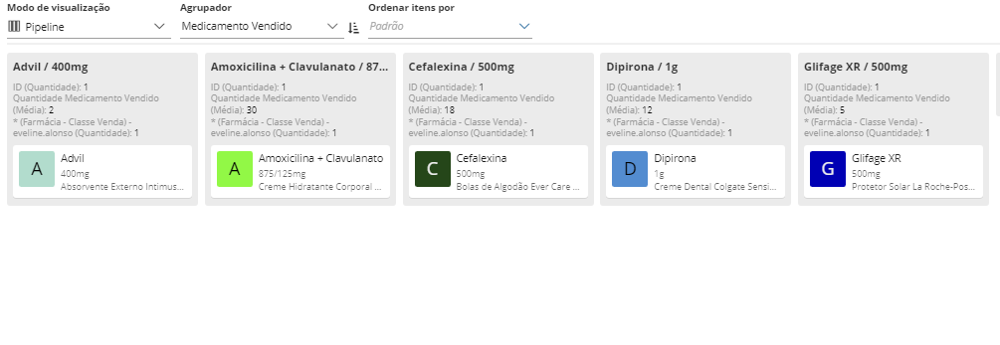 Modo de visualização
Pipeline
Agrupador
Medicamento Vendido
Ordenar itens por
Padrão
Advil / 400mg
ID (Quantidade): 1
Quantidade Medicamento Vendido
(Média): 2
* (Farmácia - Classe Venda) -
eveline.alonso (Quantidade): 1
A
Advil
400mg
Absorvente Externo Intimus...
Amoxicilina + Clavulanato / 87...
ID (Quantidade): 1
Quantidade Medicamento Vendido
(Média): 30
* (Farmácia - Classe Venda) -
eveline.alonso (Quantidade): 1
A
Amoxicilina + Clavulanato
875/125mg
Creme Hidratante Corporal ...
Cefalexina / 500mg
ID (Quantidade): 1
Quantidade Medicamento Vendido
(Média): 18
* (Farmácia - Classe Venda) -
eveline.alonso (Quantidade): 1
C
Cefalexina
500mg
Bolas de Algodão Ever Care ...
Dipirona / 1g
ID (Quantidade): 1
Quantidade Medicamento Vendido
(Média): 12
* (Farmácia - Classe Venda) -
eveline.alonso (Quantidade): 1
D
Dipirona
1g
Creme Dental Colgate Sensi...
Glifage XR / 500mg
ID (Quantidade): 1
Quantidade Medicamento Vendido
(Média): 5
* (Farmácia - Classe Venda) -
eveline.alonso (Quantidade): 1
G
Glifage XR
500mg
Protetor Solar La Roche-Pos...